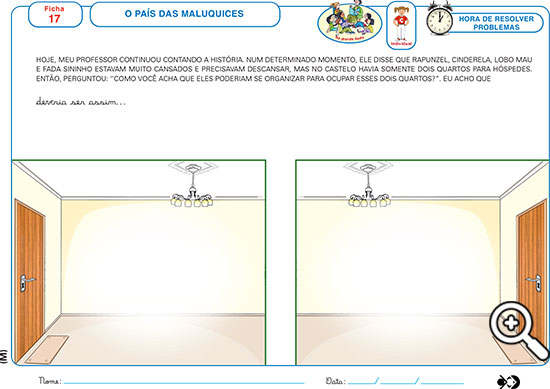 Ficha
17
O PAÍS DAS MALUQUICES
No grande Grupo
Individual
HORA DE RESOLVER
PROBLEMAS
HOJE, MEU PROFESSOR CONTINUOU CONTANDO A HISTÓRIA. NUM DETERMINADO MOMENTO, ELE DISSE QUE RAPUNZEL, CINDERELA, LOBO MAU
E FADA SININHO ESTAVAM MUITO CANSADOS E PRECISAVAM DESCANSAR, MAS NO CASTELO HAVIA SOMENTE DOIS QUARTOS PARA HÓSPEDES.
ENTÃO, PERGUNTOU: "COMO VOCÊ ACHA QUE ELES PODERIAM SE ORGANIZAR PARA OCUPAR ESSES DOIS QUARTOS?". EU ACHO QUE
deveria ser assim...
(M)
Nome:
Data: / /